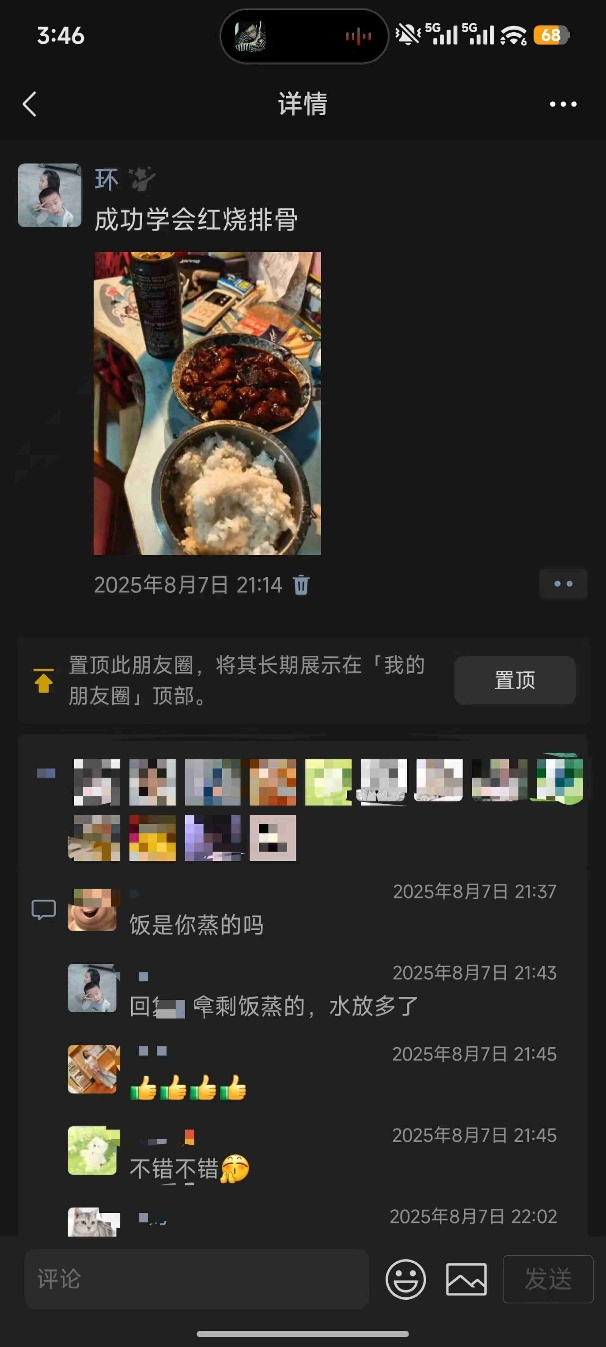 3:46
5G
5G
68
详情
环
成功学会红烧排骨
2025年8月7日 21:14
置顶此朋友圈，将其长期展示在「我的
朋友圈」顶部。
置顶
2025年8月7日 21:37
饭是你蒸的吗
2025年8月7日 21:43
拿剩饭蒸的，水放多了
2025年8月7日 21:45
👍👍👍👍
2025年8月7日 21:45
不错不错🤭
2025年8月7日 22:02
评论
发送